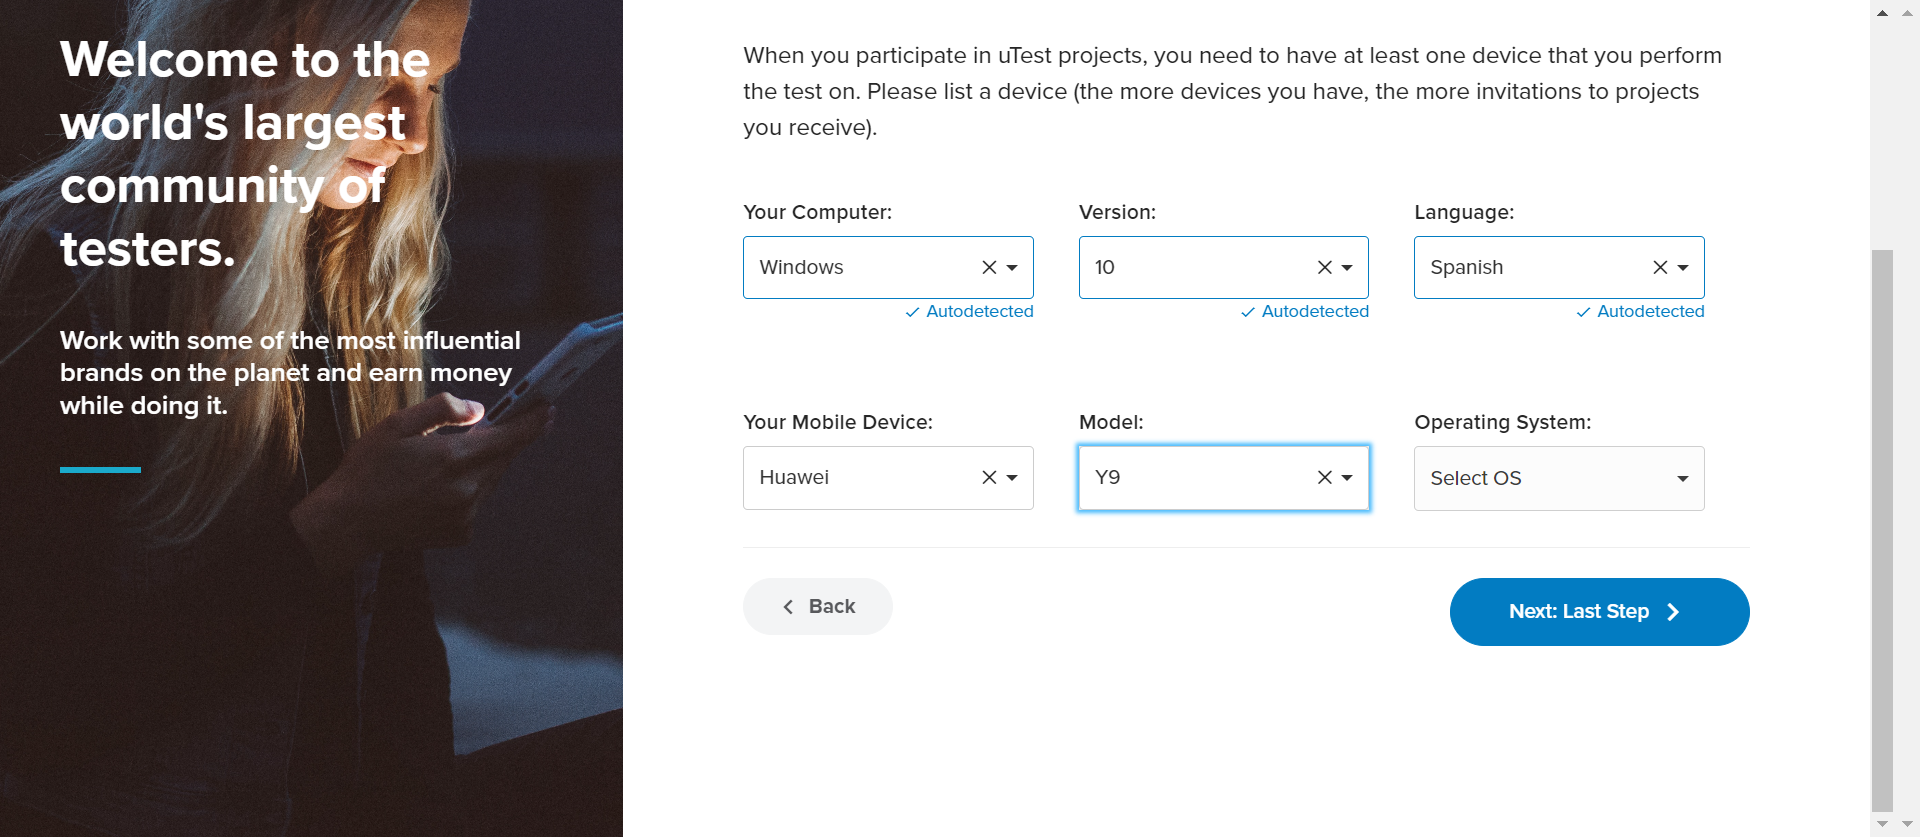 Welcome to the
world's largest
community of
testers.
Work with some of the most influential
brands on the planet and earn money
while doing it.
When you participate in uTest projects, you need to have at least one device that you perform
the test on. Please list a device (the more devices you have, the more invitations to projects
you receive).
Your Computer: Version: Language:
Windows 10 Spanish
Autodetected Autodetected Autodetected
Your Mobile Device: Model: Operating System:
Huawei Y9 Select OS
Back Next: Last Step